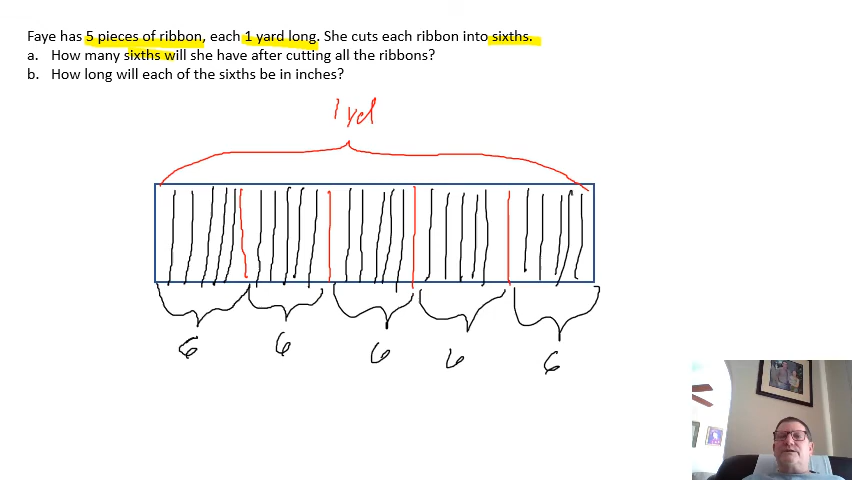 Faye has 5 pieces of ribbon, each 1 yard long. She cuts each ribbon into sixths.
a. How many sixths will she have after cutting all the ribbons?
b. How long will each of the sixths be in inches?
1 yd
6 6 6 6 6